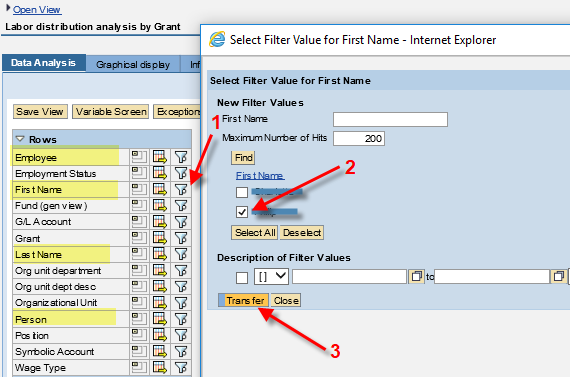 Open View
Labor distribution analysis by Grant
Data Analysis Graphical display Inf
Save View Variable Screen Exceptions
Rows
Employee
Employment Status
First Name
Fund (gen view)
G/L Account
Grant
Last Name
Org unit department
Org unit dept desc
Organizational Unit
Person
Position
Symbolic Account
Wage Type
1
Select Filter Value for First Name - Internet Explorer
Select Filter Value for First Name
New Filter Values
First Name
Maximum Number of Hits 200
Find
First Name
2
Select All Deselect
Description of Filter Values
[ ] to
Transfer Close
3